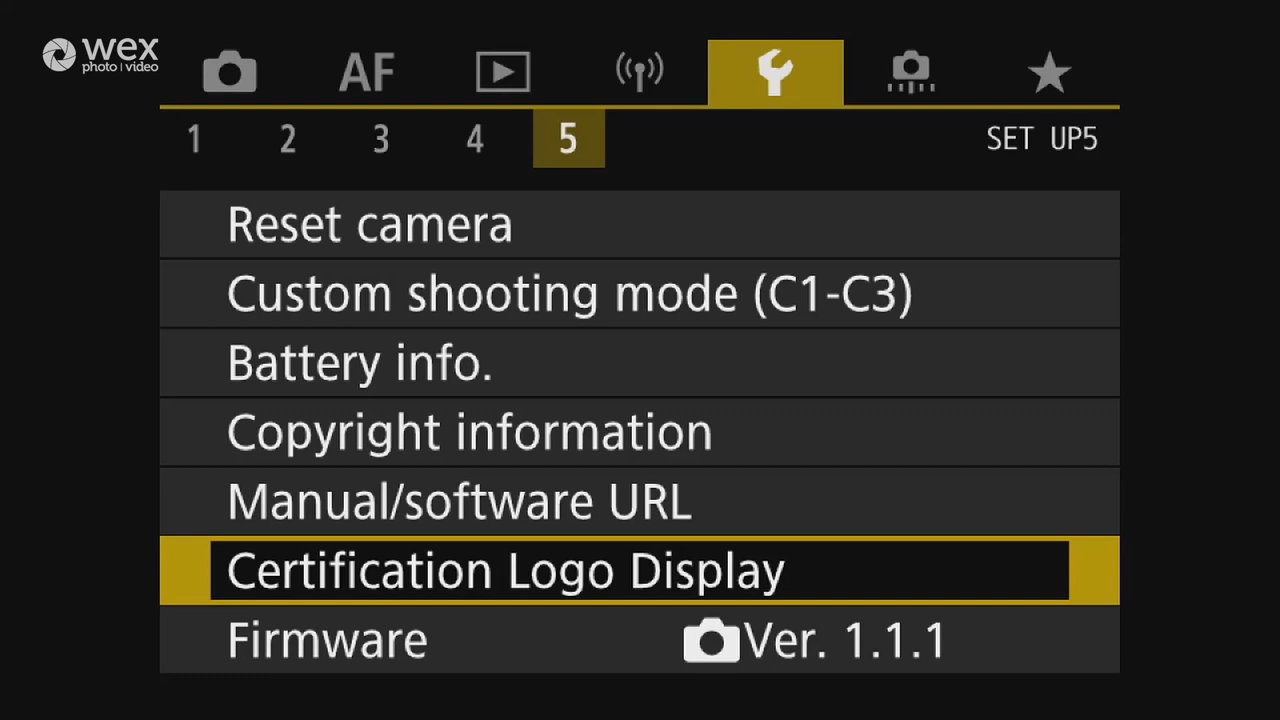 wex
photo | video
AF
1 2 3 4 5 SET UP5
Reset camera
Custom shooting mode (C1-C3)
Battery info.
Copyright information
Manual/software URL
Certification Logo Display
Firmware Ver. 1.1.1